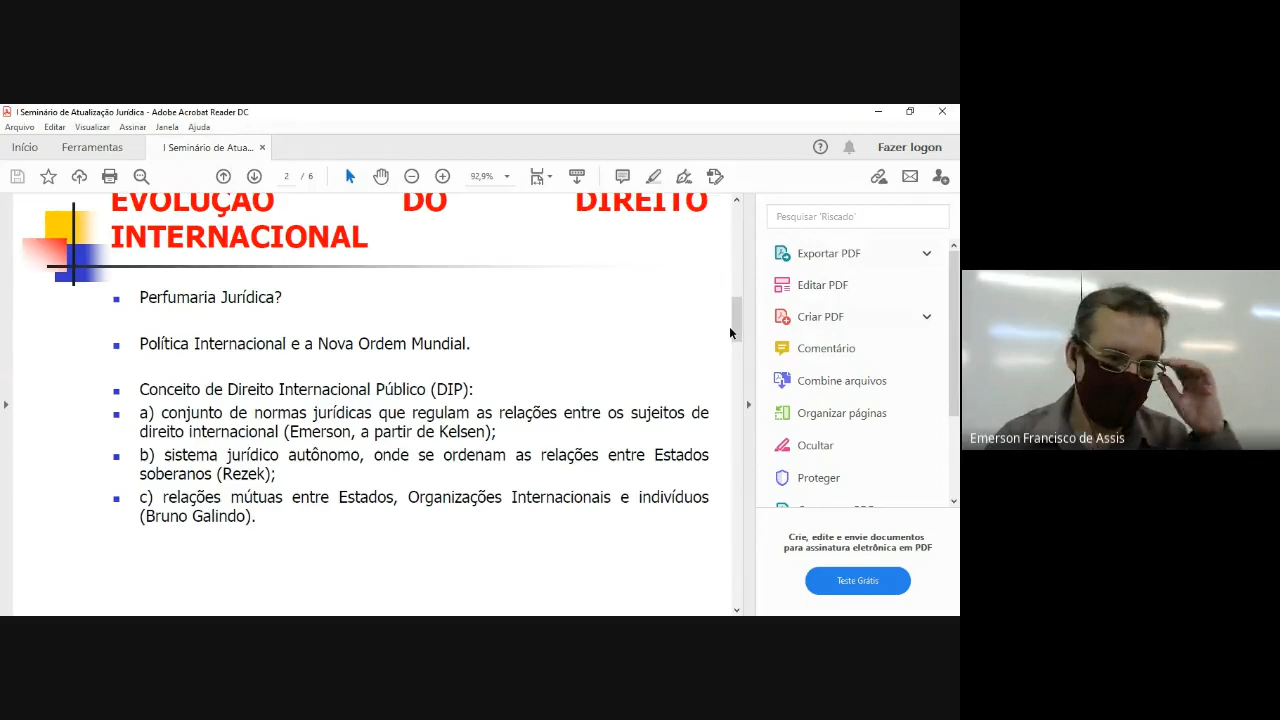 I Seminário de Atualização Jurídica - Adobe Acrobat Reader DC
Arquivo Editar Visualizar Assinar Janela Ajuda
Início Ferramentas I Seminário de Atua... × Fazer logon
2 / 6 92,9%
EVOLUÇÃO DO DIREITO
INTERNACIONAL
Perfumaria Jurídica?
Política Internacional e a Nova Ordem Mundial.
Conceito de Direito Internacional Público (DIP):
a) conjunto de normas jurídicas que regulam as relações entre os sujeitos de
direito internacional (Emerson, a partir de Kelsen);
b) sistema jurídico autônomo, onde se ordenam as relações entre Estados
soberanos (Rezek);
c) relações mútuas entre Estados, Organizações Internacionais e indivíduos
(Bruno Galindo).
Pesquisar 'Riscado'
Exportar PDF
Editar PDF
Criar PDF
Comentário
Combine arquivos
Organizar páginas
Ocultar
Proteger
Crie, edite e envie documentos
para assinatura eletrônica em PDF
Teste Grátis
Emerson Francisco de Assis